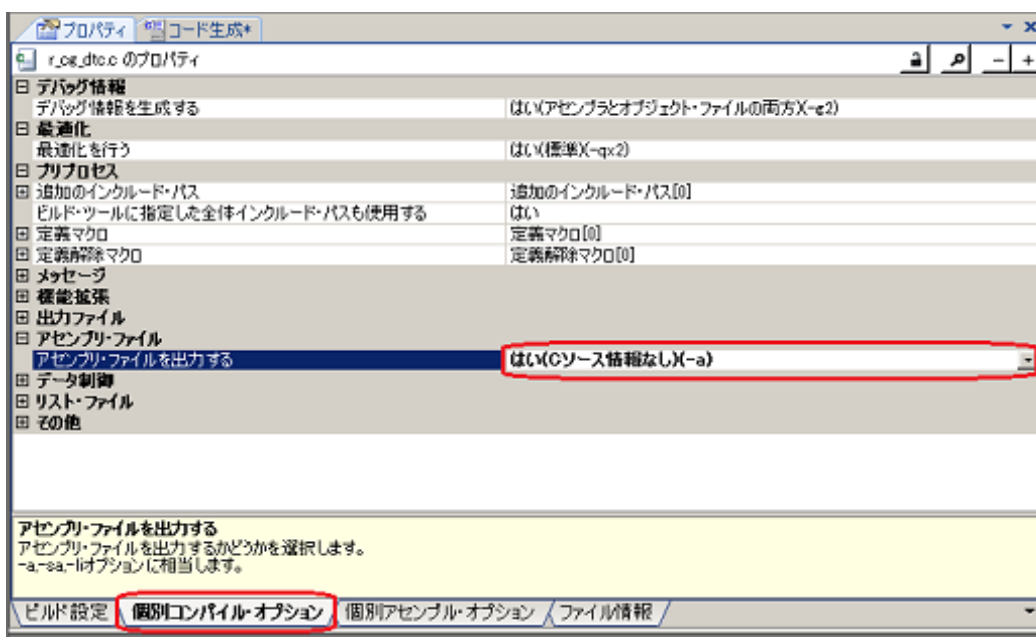 プロパティ コード生成*
r_cg_dtc.c のプロパティ
デバッグ情報
デバッグ情報を生成する はい(アセンブラとオブジェクト・ファイルの両方)(-g2)
最適化
最適化を行う はい(標準)(-qx2)
プリプロセス
追加のインクルード・パス 追加のインクルード・パス[0]
ビルド・ツールに指定した全体インクルード・パスも使用する はい
定義マクロ 定義マクロ[0]
定義解除マクロ 定義解除マクロ[0]
メッセージ
機能拡張
出力ファイル
アセンブリ・ファイル
アセンブリ・ファイルを出力する はい(Cソース情報なし)(-a)
データ制御
リスト・ファイル
その他
アセンブリ・ファイルを出力する
アセンブリ・ファイルを出力するかどうかを選択します。
-a,-sa,-liオプションに相当します。
ビルド設定 個別コンパイル・オプション 個別アセンブル・オプション ファイル情報